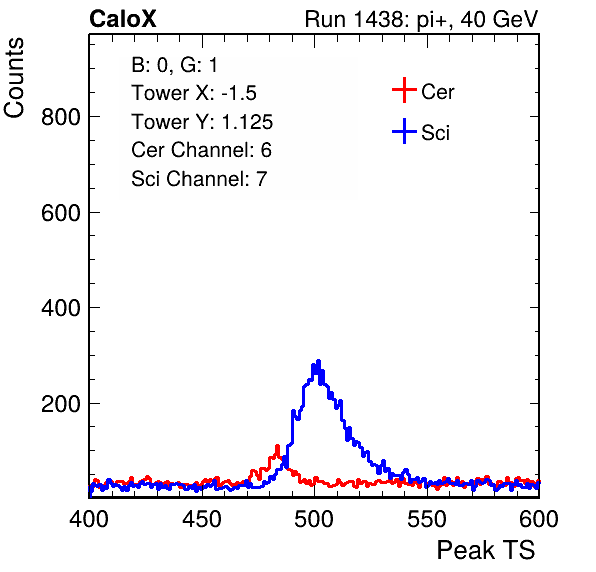 CaloX Run 1438: pi+, 40 GeV
B: 0, G: 1
Tower X: -1.5
Tower Y: 1.125
Cer Channel: 6
Sci Channel: 7
Cer
Sci
Counts
800
600
400
200
400 450 500 550 600
Peak TS